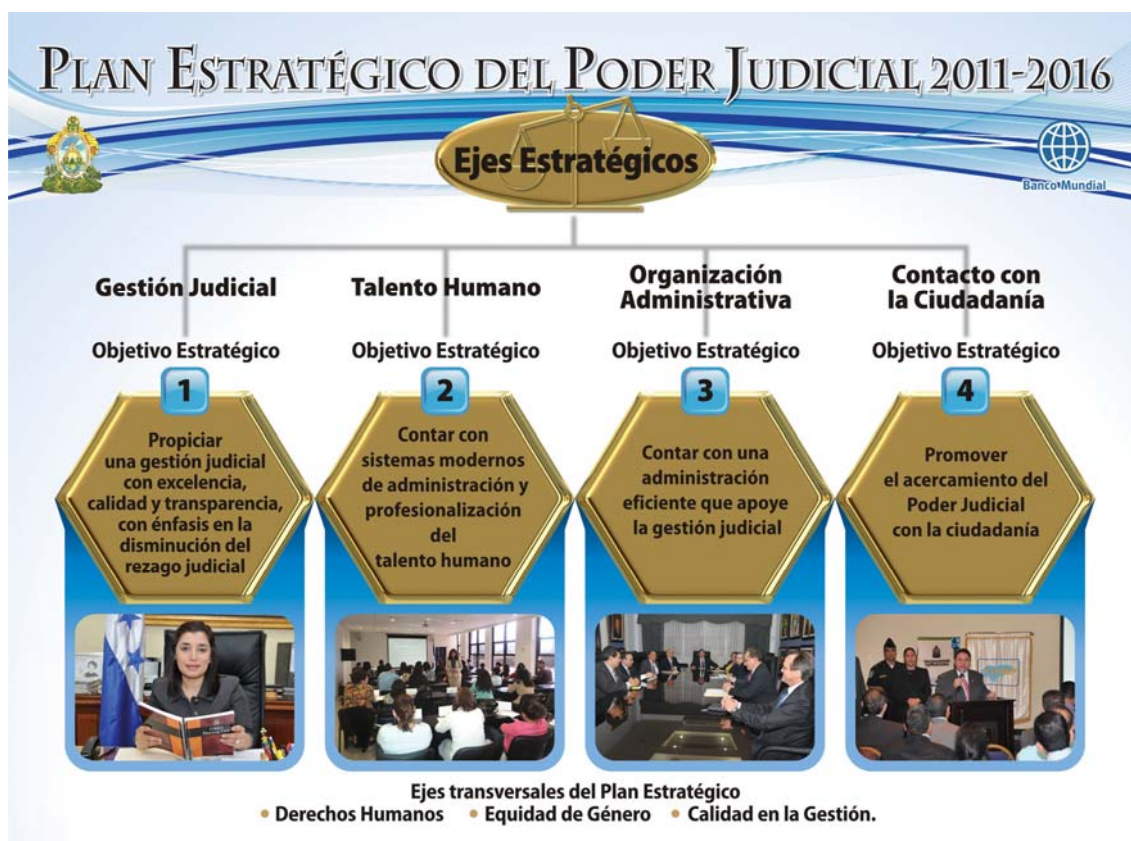 PLAN ESTRATÉGICO DEL PODER JUDICIAL 2011-2016
Ejes Estratégicos
Banco Mundial
Gestión Judicial
Objetivo Estratégico
1
Propiciar
una gestión judicial
con excelencia,
calidad y transparencia,
con énfasis en la
disminución del
rezago judicial
Talento Humano
Objetivo Estratégico
2
Contar con
sistemas modernos
de administración y
profesionalización
del
talento humano
Organización
Administrativa
Objetivo Estratégico
3
Contar con una
administración
eficiente que apoye
la gestión judicial
Contacto con
la Ciudadanía
Objetivo Estratégico
4
Promover
el acercamiento del
Poder Judicial
con la ciudadanía
Ejes transversales del Plan Estratégico
• Derechos Humanos • Equidad de Género • Calidad en la Gestión.